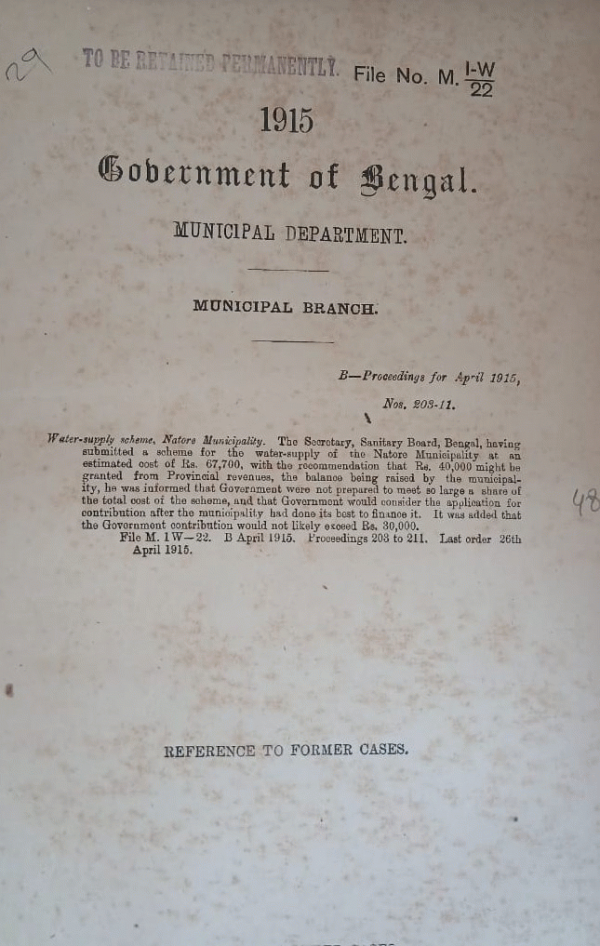 29
TO BE RETAINED PERMANENTLY.
File No. M. I-W/22
1915
Government of Bengal.
MUNICIPAL DEPARTMENT.
MUNICIPAL BRANCH.
B—Proceedings for April 1915,
Nos. 203-11.
Water-supply scheme, Natore Municipality. The Secretary, Sanitary Board, Bengal, having
submitted a scheme for the water-supply of the Natore Municipality at an
estimated cost of Rs. 67,700, with the recommendation that Rs. 40,000 might be
granted from Provincial revenues, the balance being raised by the municipal-
ity, he was informed that Government were not prepared to meet so large a share of
the total cost of the scheme, and that Government would consider the application for
contribution after the municipality had done its best to finance it. It was added that
the Government contribution would not likely exceed Rs. 30,000.
File M. 1 W—22. B April 1915. Proceedings 203 to 211. Last order 26th
April 1915.
48
REFERENCE TO FORMER CASES.